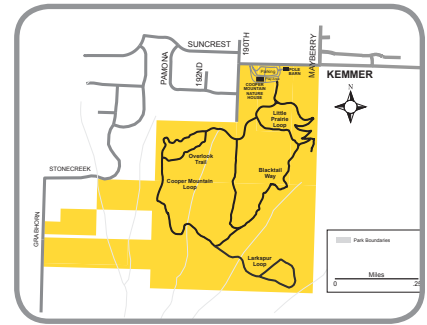 SUNCREST
190TH
MAYBERRY
PAMONA
192ND
Parking
POLE
BARN
KEMMER
COOPER
MOUNTAIN
NATURE
HOUSE
N
Little
Prairie
Loop
Overlook
Trail
Blacktail
Way
STONECREEK
Cooper Mountain
Loop
GRABHORN
Park Boundaries
Larkspur
Loop
Miles
0 .25